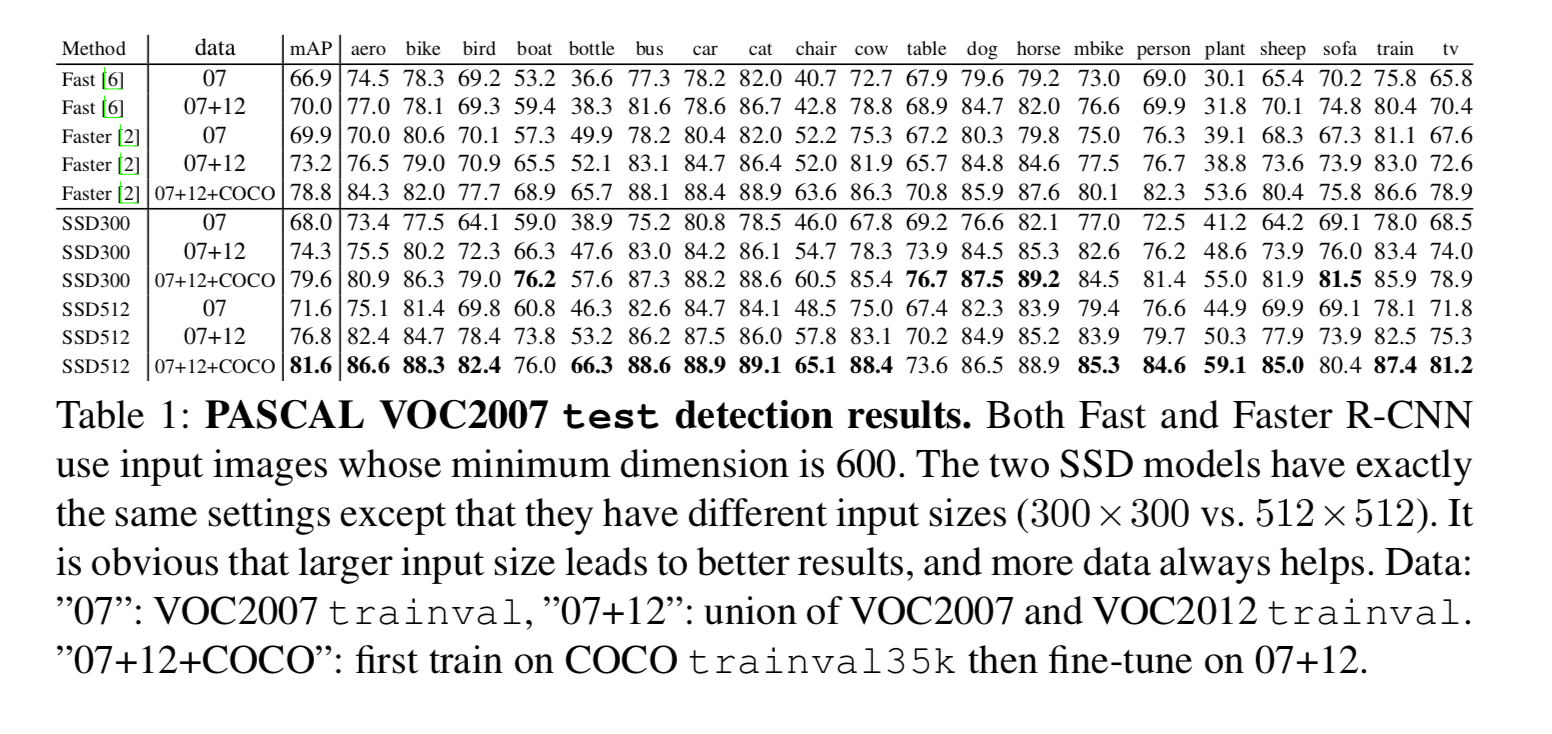 Method data mAP aero bike bird boat bottle bus car cat chair cow table dog horse mbike person plant sheep sofa train tv
Fast [6] 07 66.9 74.5 78.3 69.2 53.2 36.6 77.3 78.2 82.0 40.7 72.7 67.9 79.6 79.2 73.0 69.0 30.1 65.4 70.2 75.8 65.8
Fast [6] 07+12 70.0 77.0 78.1 69.3 59.4 38.3 81.6 78.6 86.7 42.8 78.8 68.9 84.7 82.0 76.6 69.9 31.8 70.1 74.8 80.4 70.4
Faster [2] 07 69.9 70.0 80.6 70.1 57.3 49.9 78.2 80.4 82.0 52.2 75.3 67.2 80.3 79.8 75.0 76.3 39.1 68.3 67.3 81.1 67.6
Faster [2] 07+12 73.2 76.5 79.0 70.9 65.5 52.1 83.1 84.7 86.4 52.0 81.9 65.7 84.8 84.6 77.5 76.7 38.8 73.6 73.9 83.0 72.6
Faster [2] 07+12+COCO 78.8 84.3 82.0 77.7 68.9 65.7 88.1 88.4 88.9 63.6 86.3 70.8 85.9 87.6 80.1 82.3 53.6 80.4 75.8 86.6 78.9
SSD300 07 68.0 73.4 77.5 64.1 59.0 38.9 75.2 80.8 78.5 46.0 67.8 69.2 76.6 82.1 77.0 72.5 41.2 64.2 69.1 78.0 68.5
SSD300 07+12 74.3 75.5 80.2 72.3 66.3 47.6 83.0 84.2 86.1 54.7 78.3 73.9 84.5 85.3 82.6 76.2 48.6 73.9 76.0 83.4 74.0
SSD300 07+12+COCO 79.6 80.9 86.3 79.0 76.2 57.6 87.3 88.2 88.6 60.5 85.4 76.7 87.5 89.2 84.5 81.4 55.0 81.9 81.5 85.9 78.9
SSD512 07 71.6 75.1 81.4 69.8 60.8 46.3 82.6 84.7 84.1 48.5 75.0 67.4 82.3 83.9 79.4 76.6 44.9 69.9 69.1 78.1 71.8
SSD512 07+12 76.8 82.4 84.7 78.4 73.8 53.2 86.2 87.5 86.0 57.8 83.1 70.2 84.9 85.2 83.9 79.7 50.3 77.9 73.9 82.5 75.3
SSD512 07+12+COCO 81.6 86.6 88.3 82.4 76.0 66.3 88.6 88.9 89.1 65.1 88.4 73.6 86.5 88.9 85.3 84.6 59.1 85.0 80.4 87.4 81.2
Table 1: PASCAL VOC2007 test detection results. Both Fast and Faster R-CNN
use input images whose minimum dimension is 600. The two SSD models have exactly
the same settings except that they have different input sizes (300×300 vs. 512×512). It
is obvious that larger input size leads to better results, and more data always helps. Data:
”07”: VOC2007 trainval, ”07+12”: union of VOC2007 and VOC2012 trainval.
”07+12+COCO”: first train on COCO trainval35k then fine-tune on 07+12.